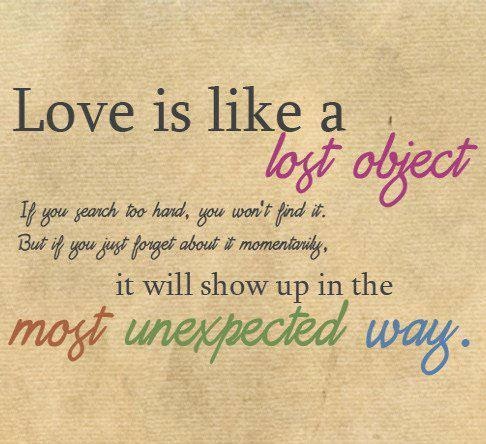 Love is like a
lost object
If you search too hard, you won't find it.
But if you just forget about it momentarily,
it will show up in the
most unexpected way.